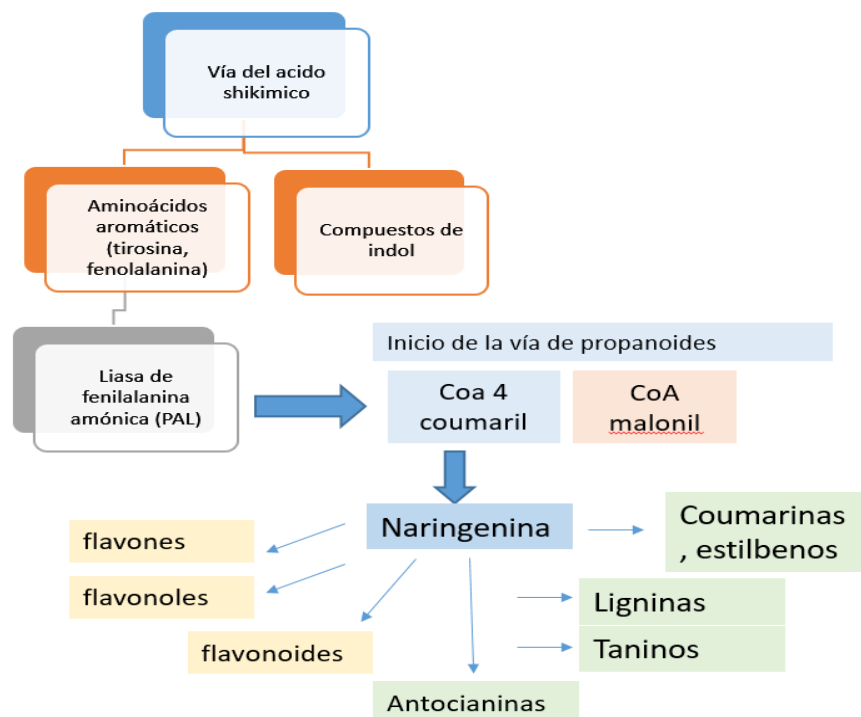 Vía del acido
shikimico
Aminoácidos
aromáticos
(tirosina,
fenolalanina)
Compuestos de
indol
Liasa de
fenilalanina
amónica (PAL)
Inicio de la vía de propanoides
Coa 4
coumaril
CoA
malonil
Naringenina
Coumarinas
, estilbenos
flavones
flavonoles
Ligninas
flavonoides
Taninos
Antocianinas